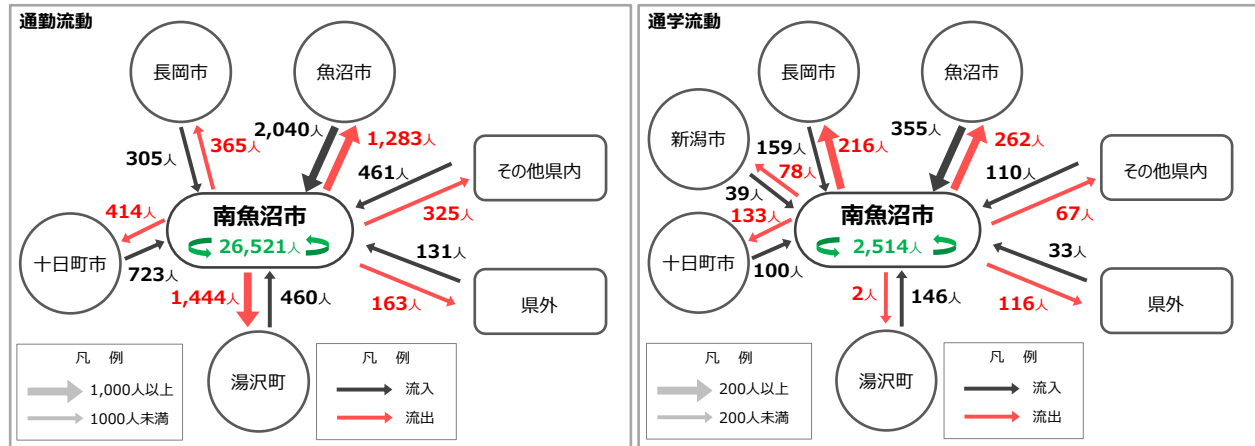 通勤流動
長岡市
魚沼市
2,040人
1,283人
365人
305人
461人
その他県内
325人
南魚沼市
26,521人
414人
十日町市
723人
131人
163人
県外
1,444人
460人
湯沢町
凡 例
1,000人以上
1000人未満
凡 例
流入
流出
通学流動
長岡市
魚沼市
新潟市
355人
262人
159人
216人
78人
39人
110人
その他県内
67人
南魚沼市
2,514人
133人
十日町市
100人
33人
116人
県外
2人
146人
湯沢町
凡 例
200人以上
200人未満
凡 例
流入
流出